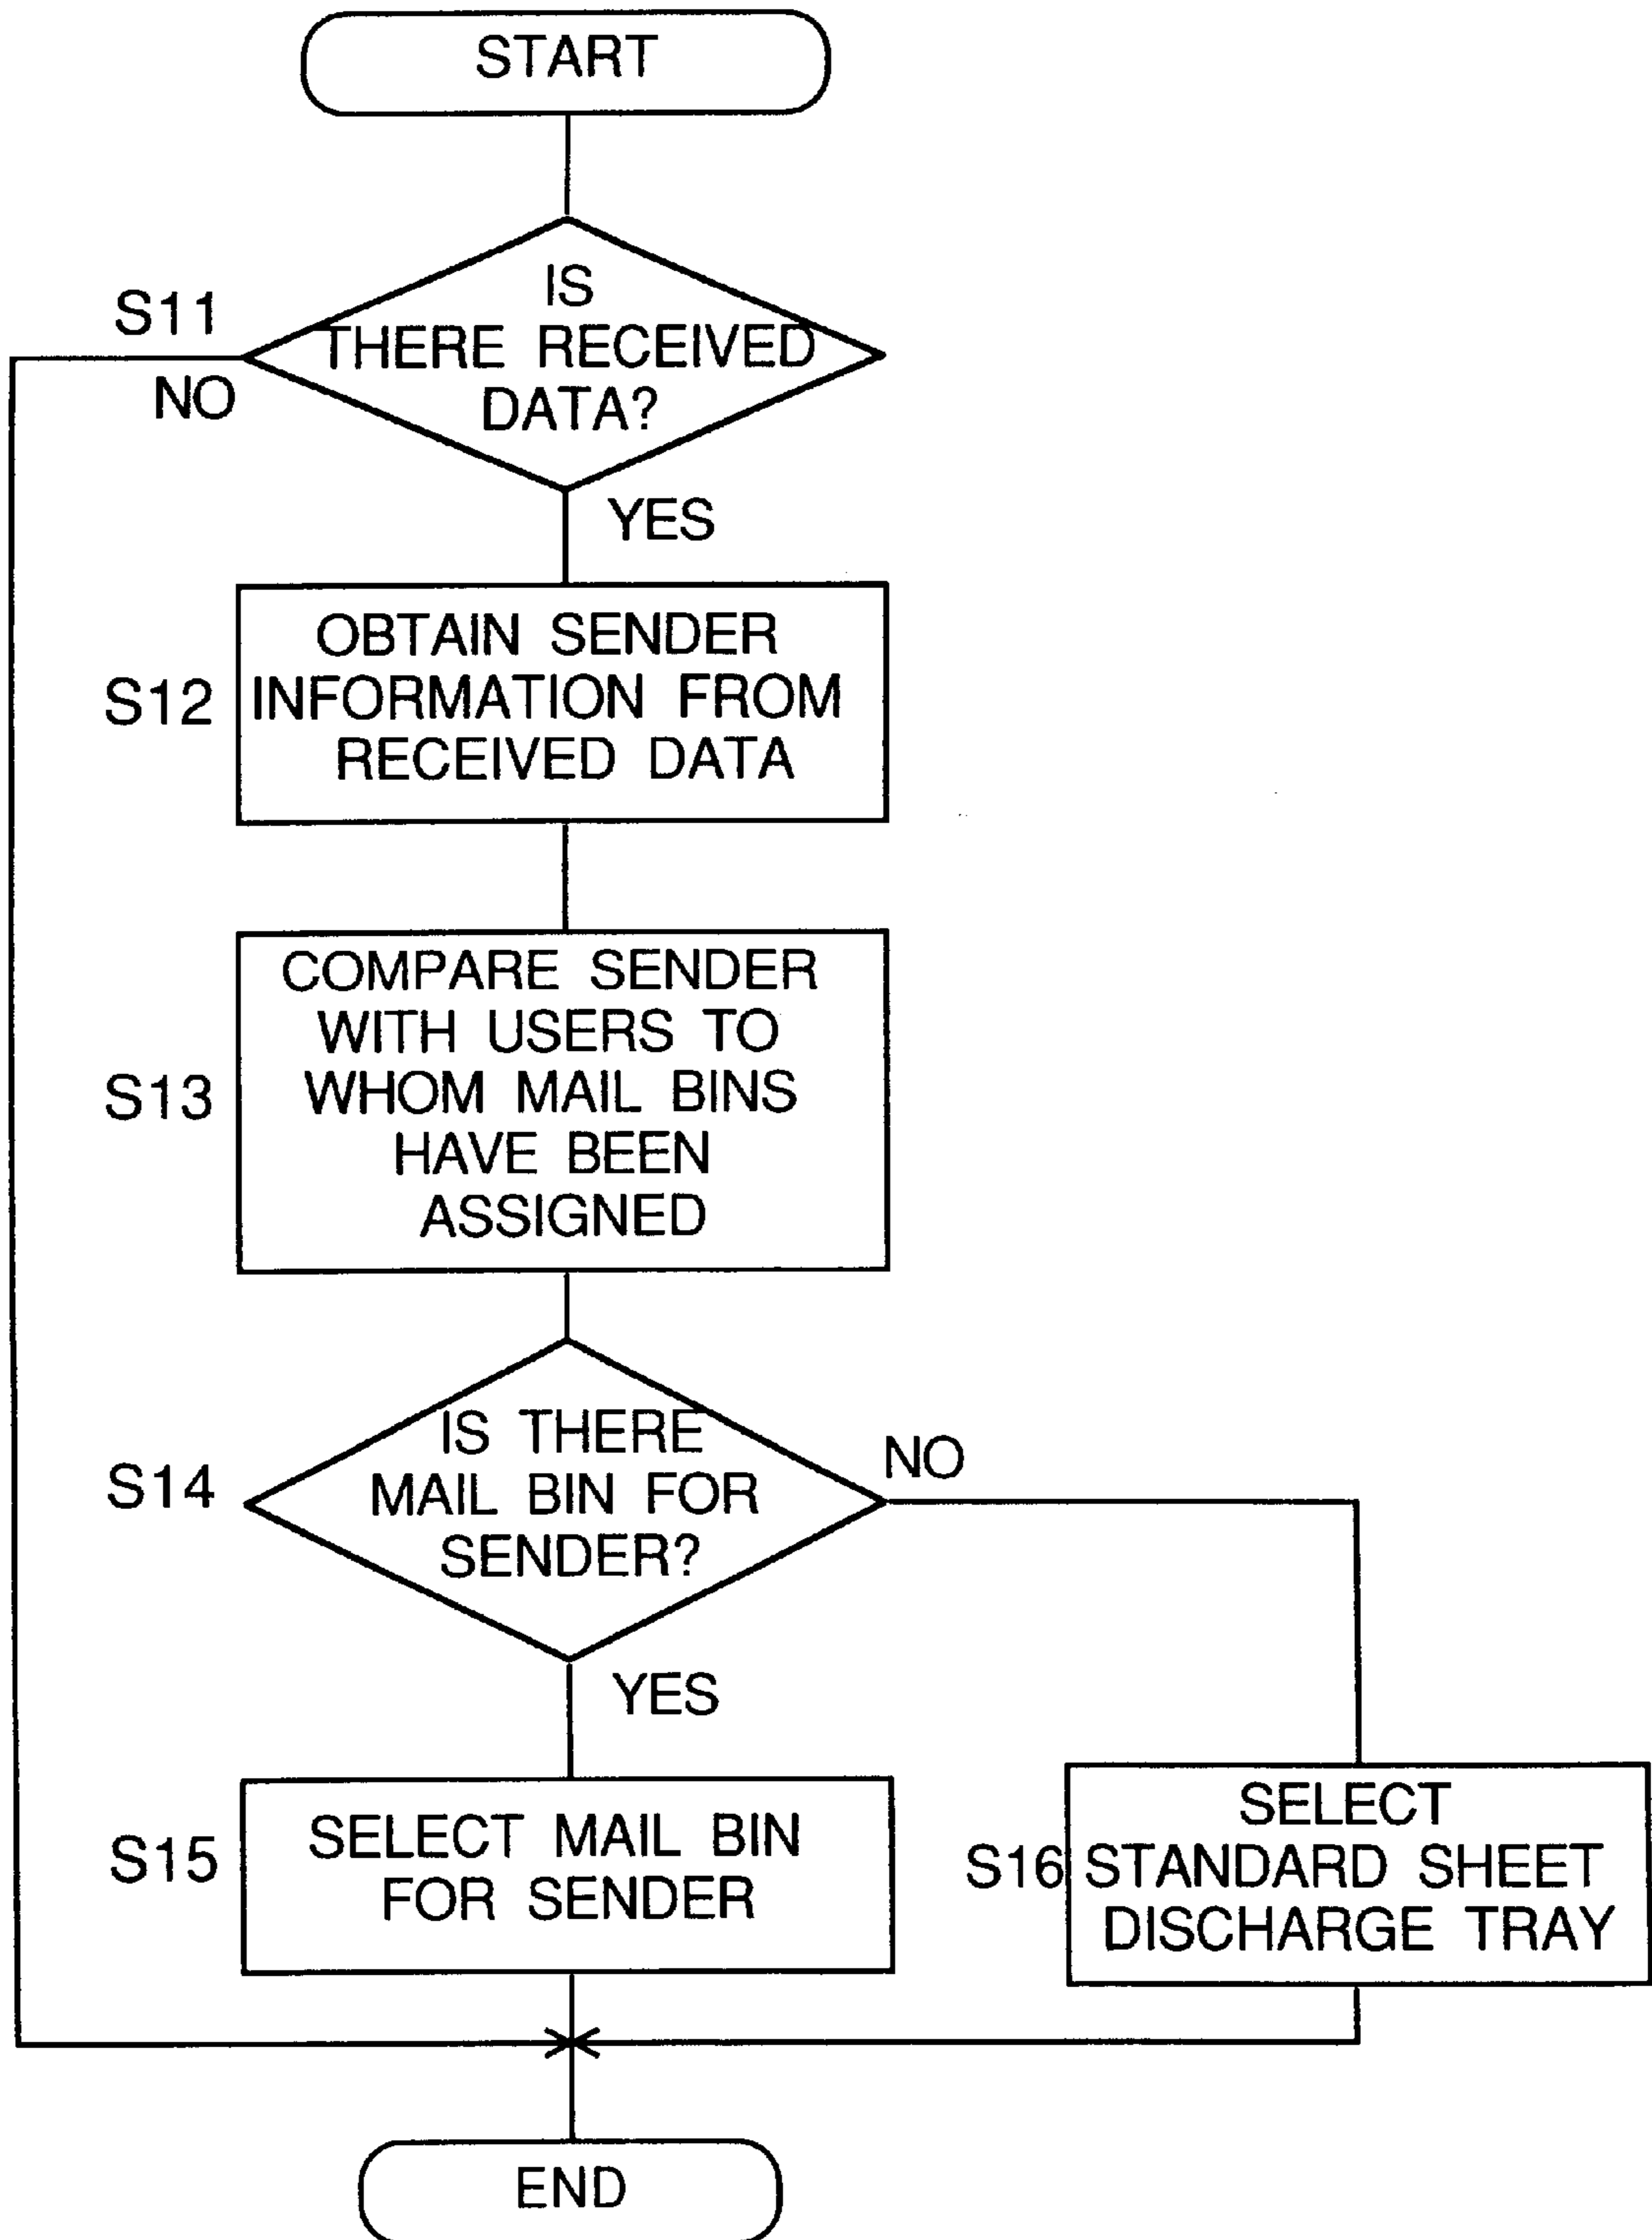 START
S11
IS
THERE RECEIVED
DATA?
NO
YES
S12
OBTAIN SENDER
INFORMATION FROM
RECEIVED DATA
S13
COMPARE SENDER
WITH USERS TO
WHOM MAIL BINS
HAVE BEEN
ASSIGNED
S14
IS THERE
MAIL BIN FOR
SENDER?
NO
YES
S15
SELECT MAIL BIN
FOR SENDER
S16
SELECT
STANDARD SHEET
DISCHARGE TRAY
END